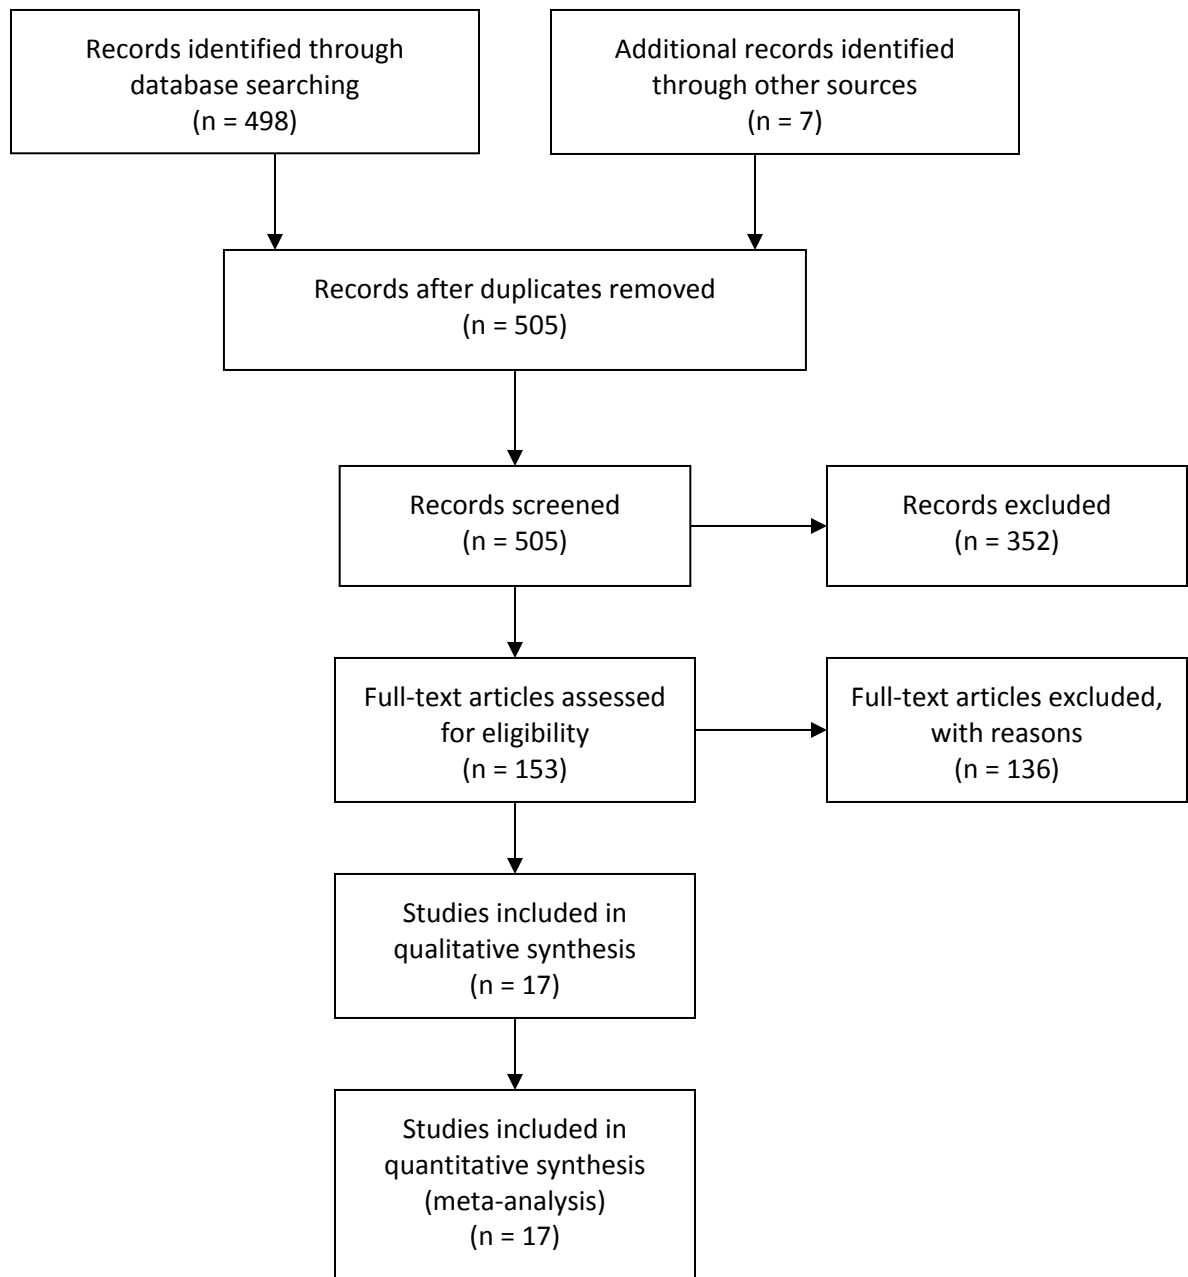 Records identified through
database searching
(n = 498)
Additional records identified
through other sources
(n = 7)
Records after duplicates removed
(n = 505)
Records screened
(n = 505)
Records excluded
(n = 352)
Full-text articles assessed
for eligibility
(n = 153)
Full-text articles excluded,
with reasons
(n = 136)
Studies included in
qualitative synthesis
(n = 17)
Studies included in
quantitative synthesis
(meta-analysis)
(n = 17)